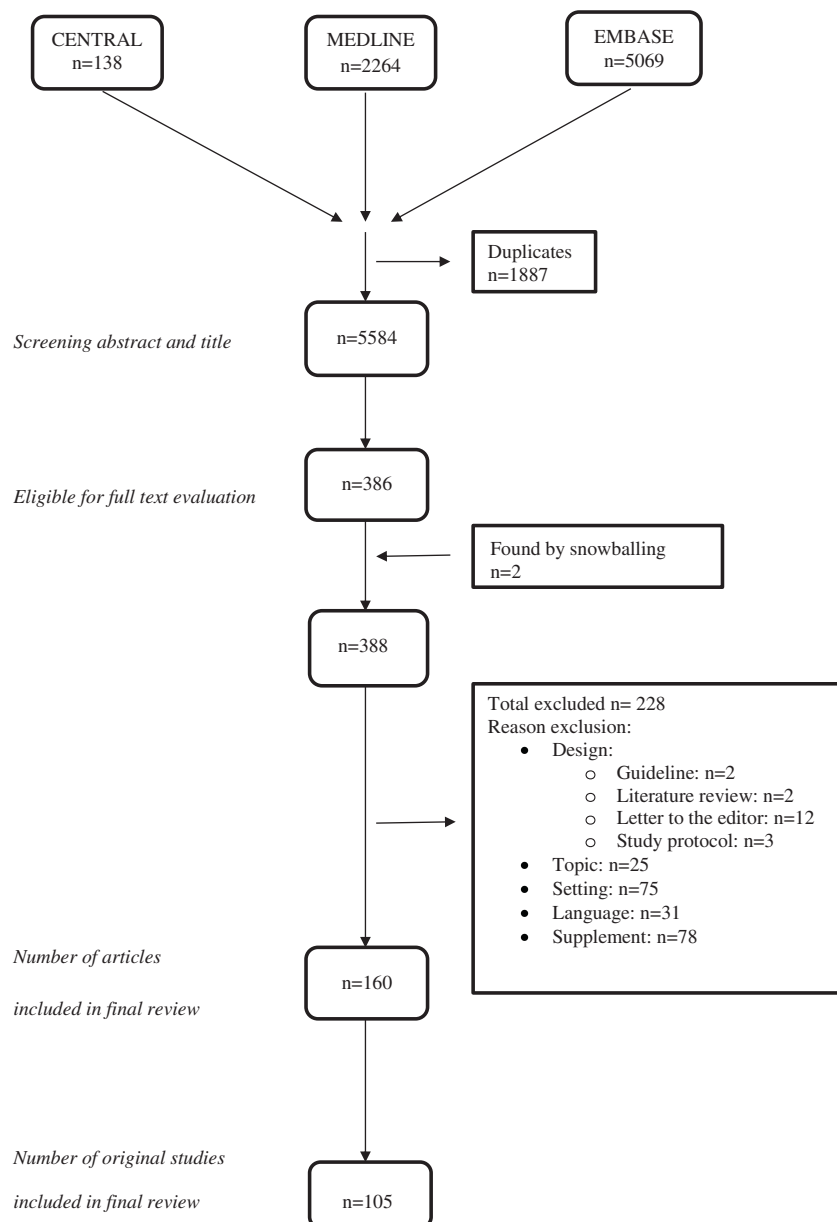 CENTRAL
n=138
MEDLINE
n=2264
EMBASE
n=5069
Duplicates
n=1887
Screening abstract and title
n=5584
Eligible for full text evaluation
n=386
Found by snowballing
n=2
n=388
Total excluded n= 228
Reason exclusion:
• Design:
o Guideline: n=2
o Literature review: n=2
o Letter to the editor: n=12
o Study protocol: n=3
• Topic: n=25
• Setting: n=75
• Language: n=31
• Supplement: n=78
Number of articles
included in final review
n=160
Number of original studies
included in final review
n=105